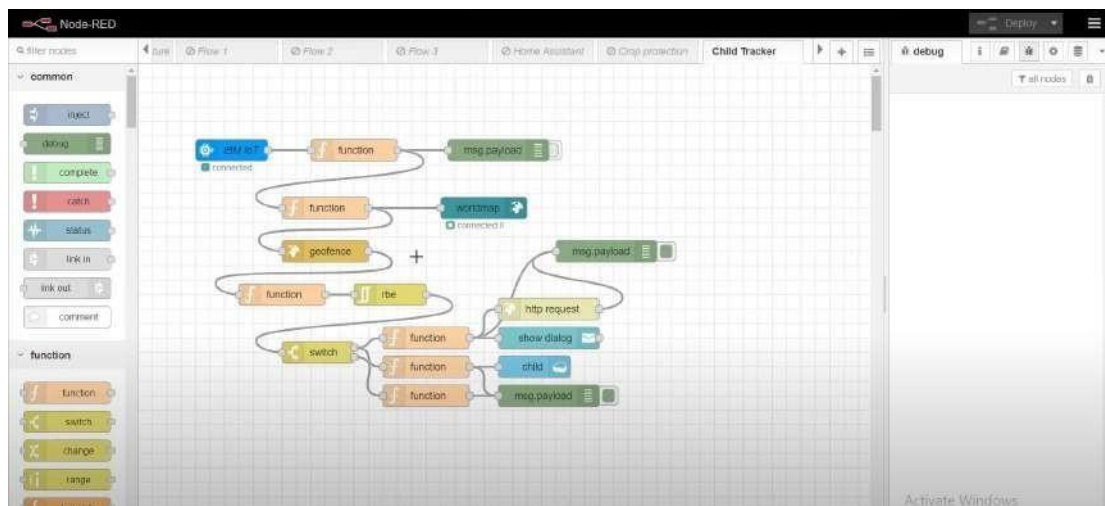 Node-RED
Deploy
filter nodes
Flow 1
Flow 2
Flow 3
Home Assistant
Crop protection
Child Tracker
debug
i
all nodes
common
inject
debug
complete
catch
status
link in
link out
comment
function
function
switch
change
range
IBM IoT
connected
function
msg.payload
function
worldmap
connected
geofence
msg.payload
function
rbe
http request
switch
function
show dialog
function
child
function
msg.payload
Activate Windows